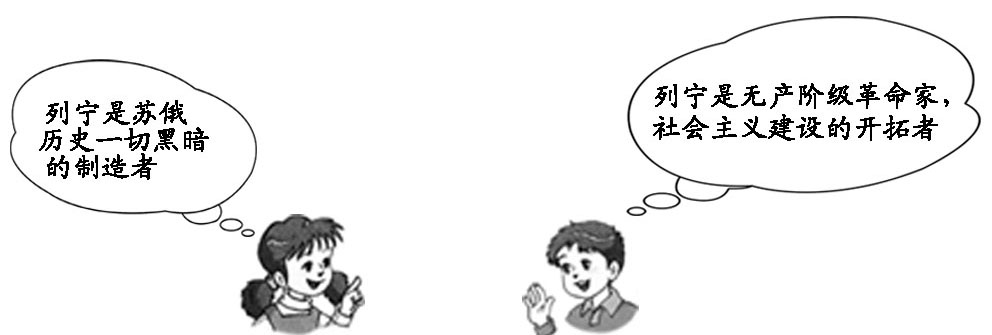 列宁是苏俄
历史一切黑暗
的制造者
列宁是无产阶级革命家，
社会主义建设的开拓者